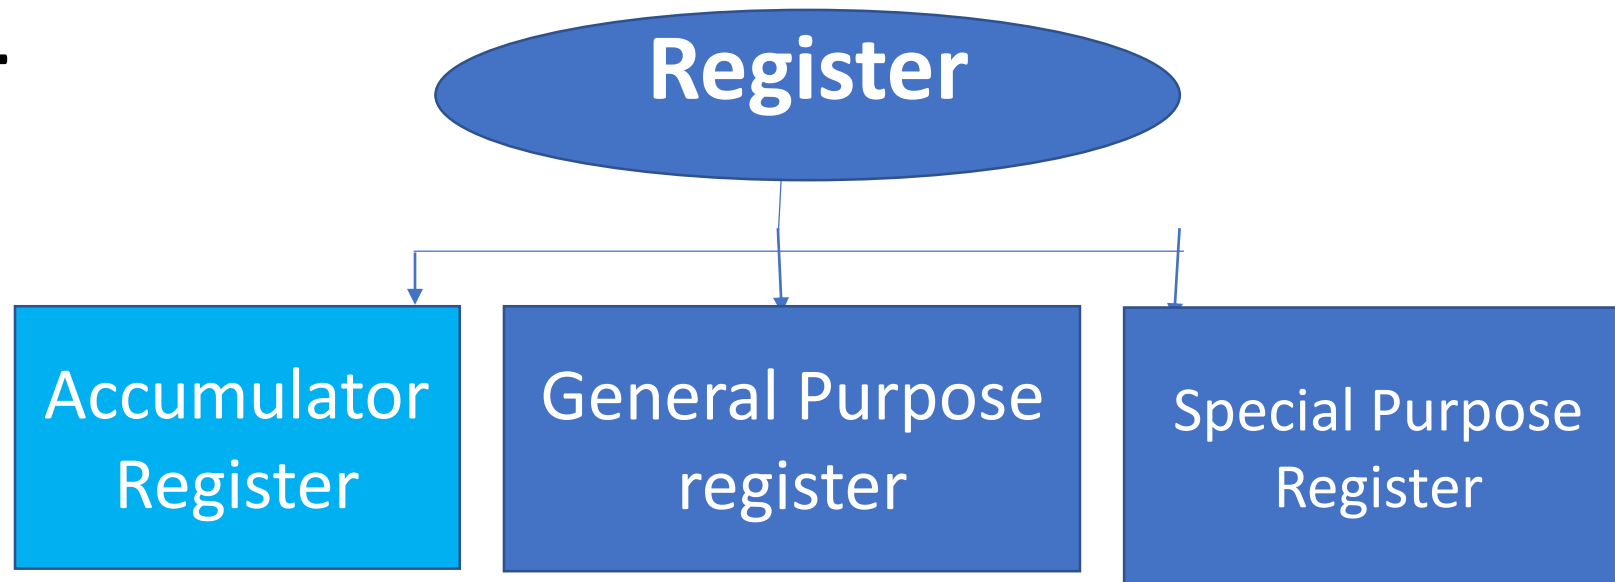 Register
Accumulator
Register
General Purpose
register
Special Purpose
Register